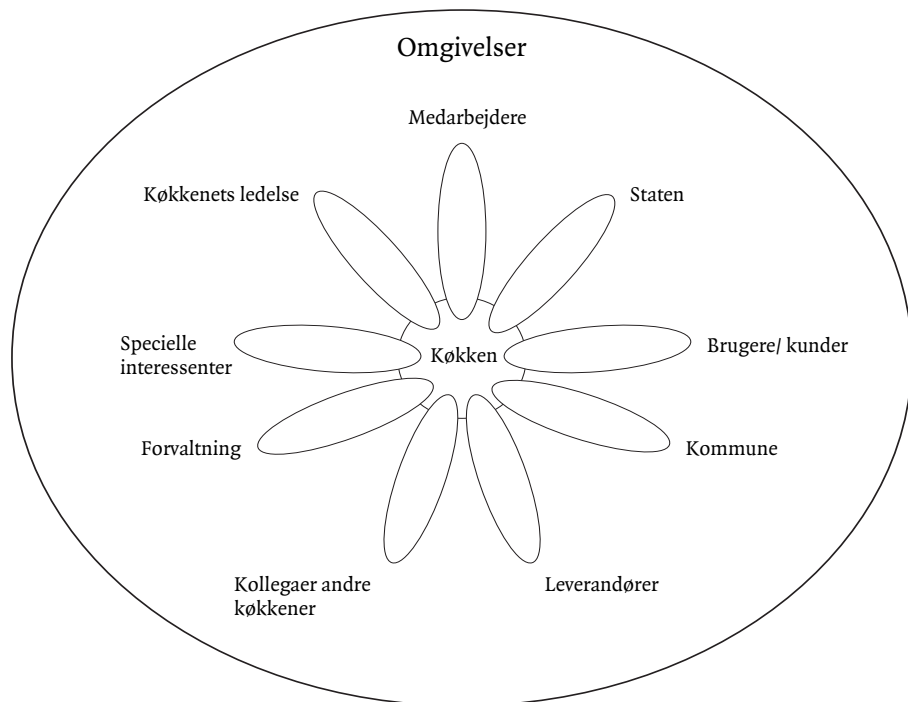 Omgivelser
Medarbejdere
Køkkenets ledelse
Staten
Specielle
interessenter
Køkken
Brugere/ kunder
Forvaltning
Kommune
Kollegaer andre
køkkener
Leverandører